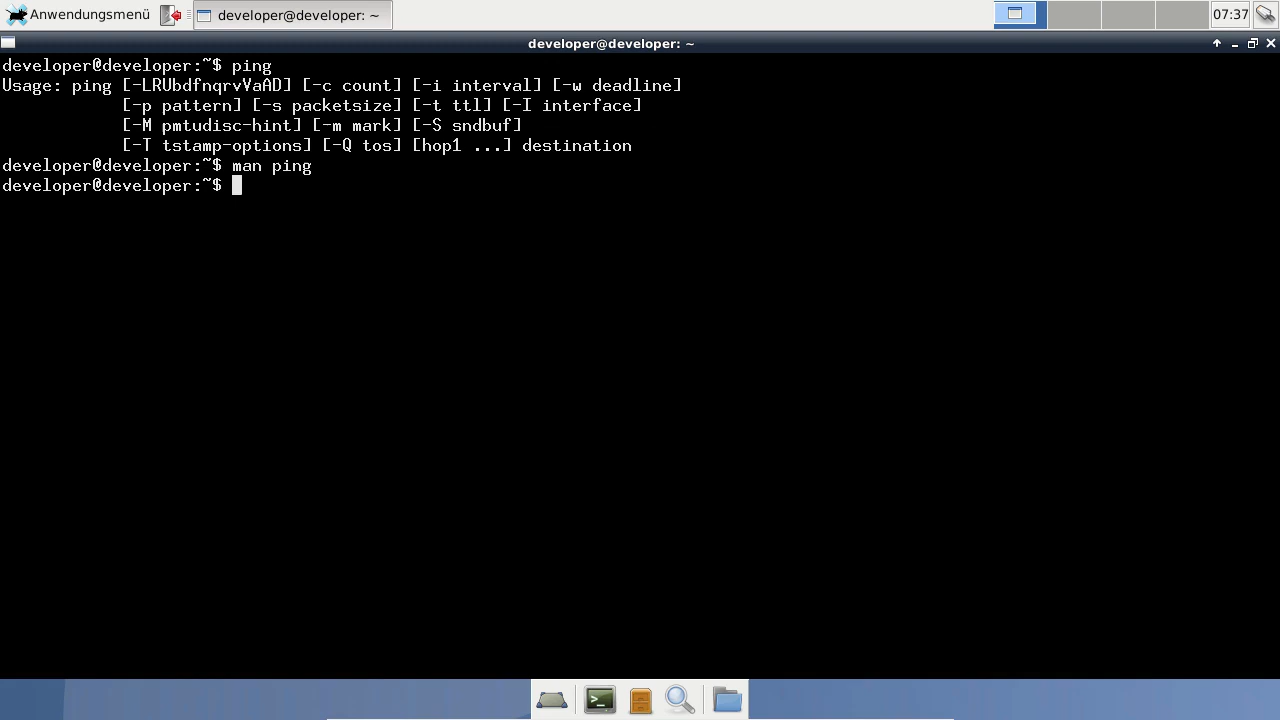 Anwendungsmenü
developer@developer: ~
07:37
developer@developer: ~
developer@developer:~$ ping
Usage: ping [-LRUbdfnqrvVaAD] [-c count] [-i interval] [-w deadline]
            [-p pattern] [-s packetsize] [-t ttl] [-I interface]
            [-M pmtudisc-hint] [-m mark] [-S sndbuf]
            [-T tstamp-options] [-Q tos] [hop1 ...] destination
developer@developer:~$ man ping
developer@developer:~$